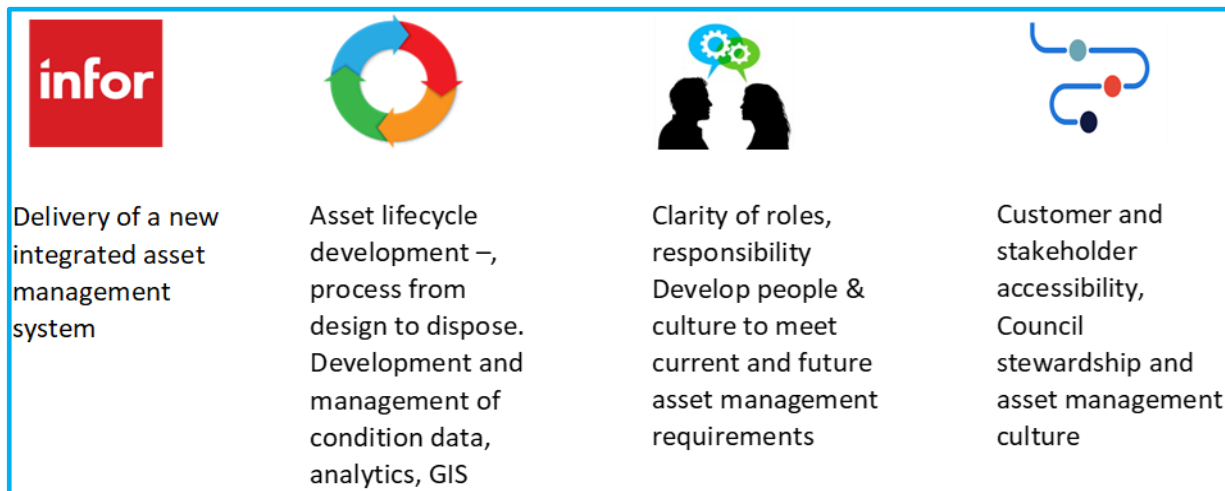 infor
Delivery of a new
integrated asset
management
system
Asset lifecycle
development –,
process from
design to dispose.
Development and
management of
condition data,
analytics, GIS
Clarity of roles,
responsibility
Develop people &
culture to meet
current and future
asset management
requirements
Customer and
stakeholder
accessibility,
Council
stewardship and
asset management
culture